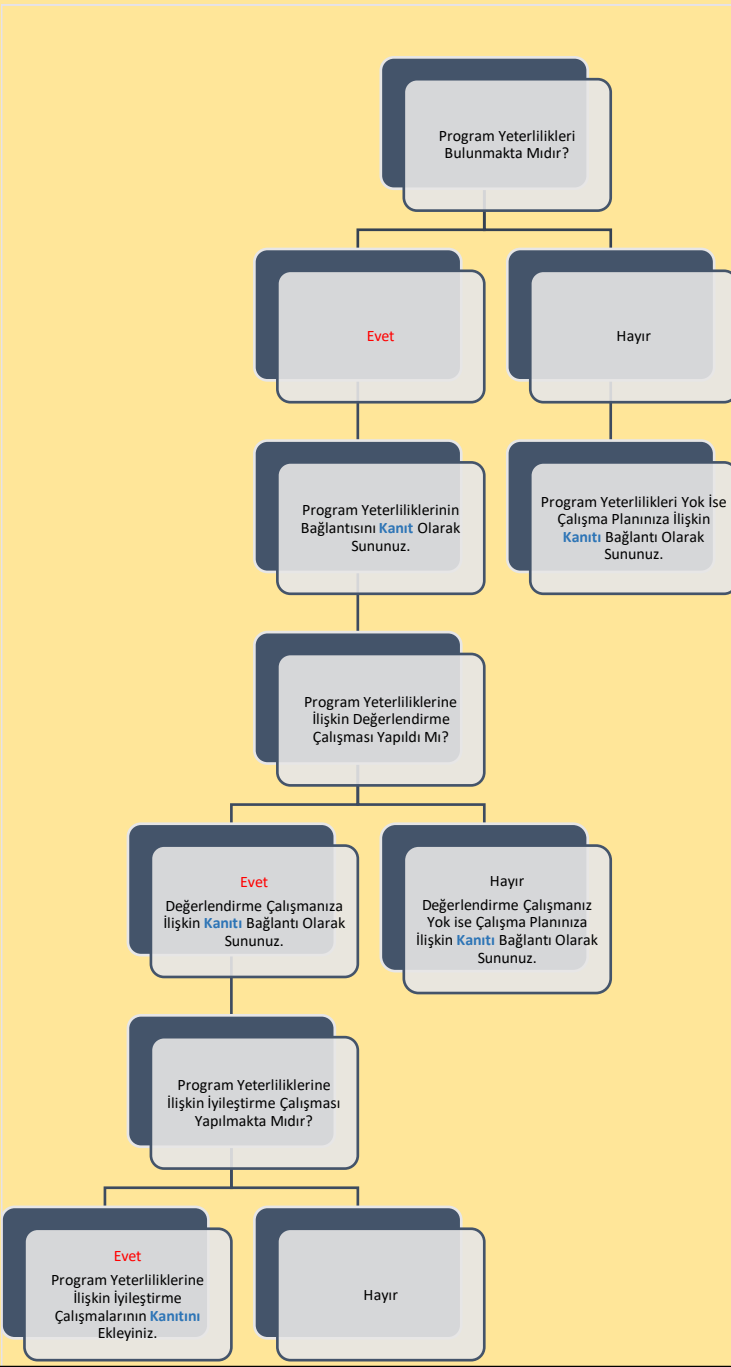 Program Yeterlilikleri
Bulunmakta Mıdır?
Evet
Hayır
Program Yeterliliklerinin
Bağlantısını Kanıt Olarak
Sununuz.
Program Yeterlilikleri Yok İse
Çalışma Planınıza İlişkin
Kanıtı Bağlantı Olarak
Sununuz.
Program Yeterliliklerine
İlişkin Değerlendirme
Çalışması Yapıldı Mı?
Evet
Değerlendirme Çalışmanıza
İlişkin Kanıtı Bağlantı Olarak
Sununuz.
Hayır
Değerlendirme Çalışmanız
Yok ise Çalışma Planınıza
İlişkin Kanıtı Bağlantı Olarak
Sununuz.
Program Yeterliliklerine
İlişkin İyileştirme Çalışması
Yapılmakta Mıdır?
Evet
Program Yeterliliklerine
İlişkin İyileştirme
Çalışmalarının Kanıtını
Ekleyiniz.
Hayır